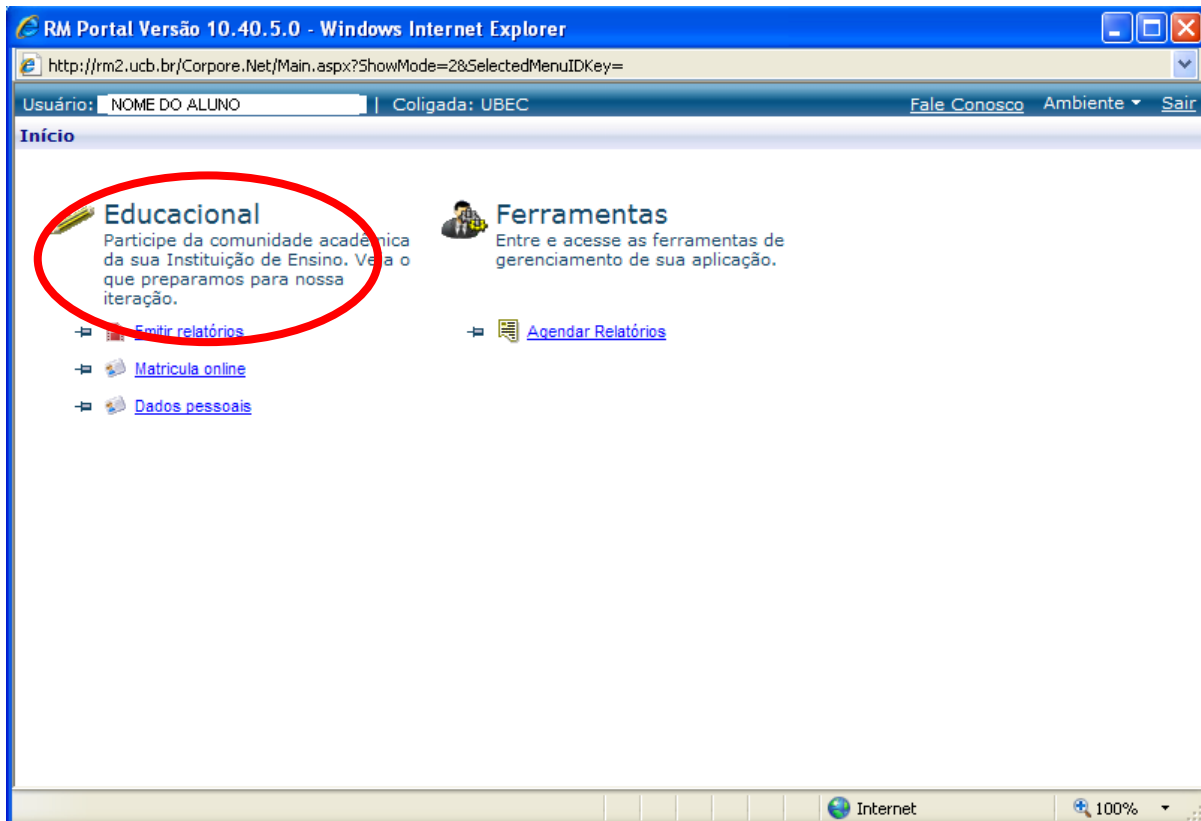 RM Portal Versão 10.40.5.0 - Windows Internet Explorer
http://rm2.ucb.br/Corpore.Net/Main.aspx?ShowMode=2&SelectedMenuIDKey=
Usuário: NOME DO ALUNO | Coligada: UBEC Fale Conosco Ambiente Sair
Início
Educacional
Participe da comunidade acadêmica
da sua Instituição de Ensino. Veja o
que preparamos para nossa
iteração.
Emitir relatórios
Matricula online
Dados pessoais
Ferramentas
Entre e acesse as ferramentas de
gerenciamento de sua aplicação.
Agendar Relatórios
Internet 100%